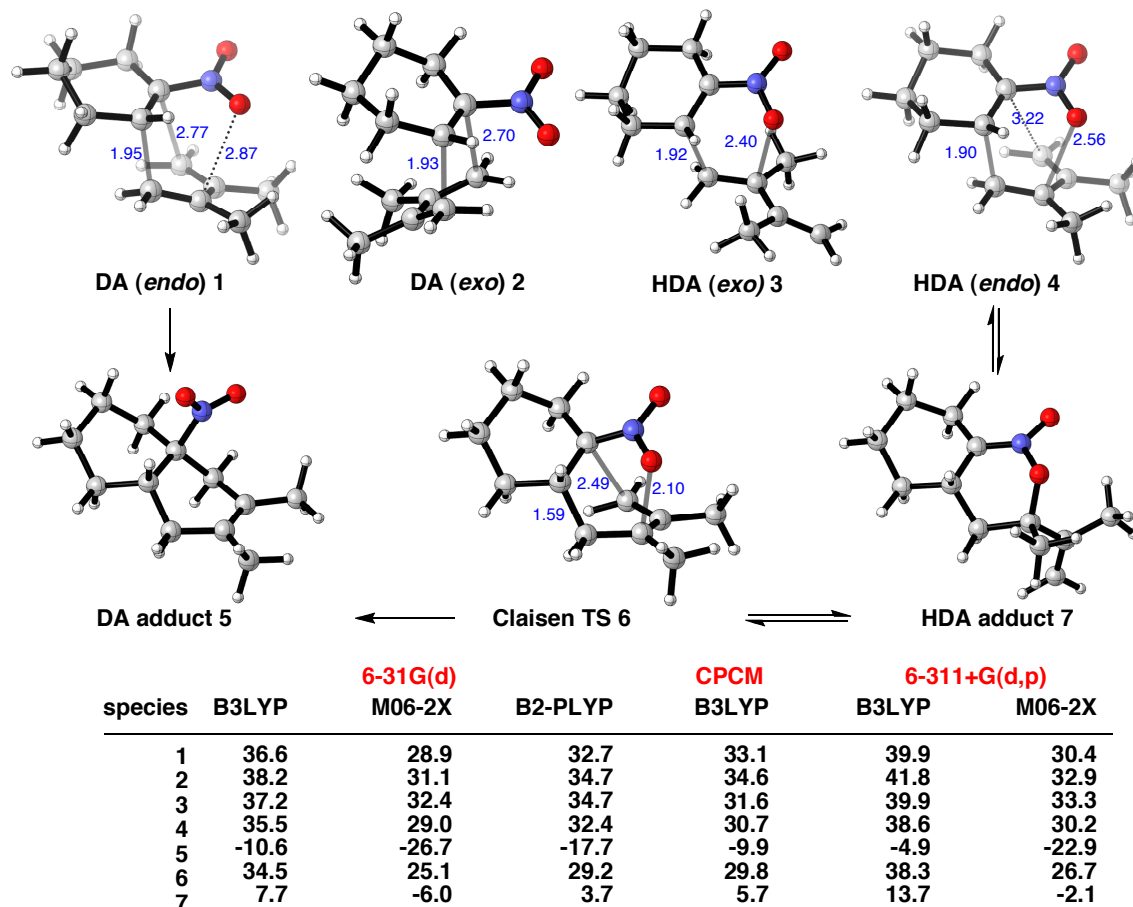 2.77
1.95
2.87
2.70
1.93
1.92
2.40
3.22
1.90
2.56
DA (endo) 1
DA (exo) 2
HDA (exo) 3
HDA (endo) 4
2.49
2.10
1.59
DA adduct 5
Claisen TS 6
HDA adduct 7
6-31G(d) CPCM 6-311+G(d,p)
species B3LYP M06-2X B2-PLYP B3LYP B3LYP M06-2X
1 36.6 28.9 32.7 33.1 39.9 30.4
2 38.2 31.1 34.7 34.6 41.8 32.9
3 37.2 32.4 34.7 31.6 39.9 33.3
4 35.5 29.0 32.4 30.7 38.6 30.2
5 -10.6 -26.7 -17.7 -9.9 -4.9 -22.9
6 34.5 25.1 29.2 29.8 38.3 26.7
7 7.7 -6.0 3.7 5.7 13.7 -2.1